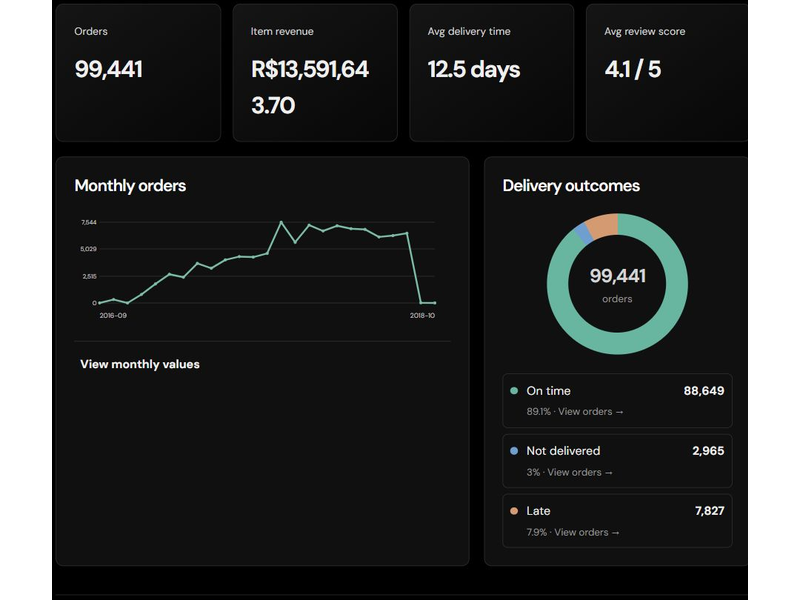 Orders
99,441
Item revenue
R$13,591,64
3.70
Avg delivery time
12.5 days
Avg review score
4.1 / 5
Monthly orders
7,544
5,029
2,515
0
2016-09
2018-10
View monthly values
Delivery outcomes
99,441
orders
On time
88,649
89.1% · View orders →
Not delivered
2,965
3% · View orders →
Late
7,827
7.9% · View orders →